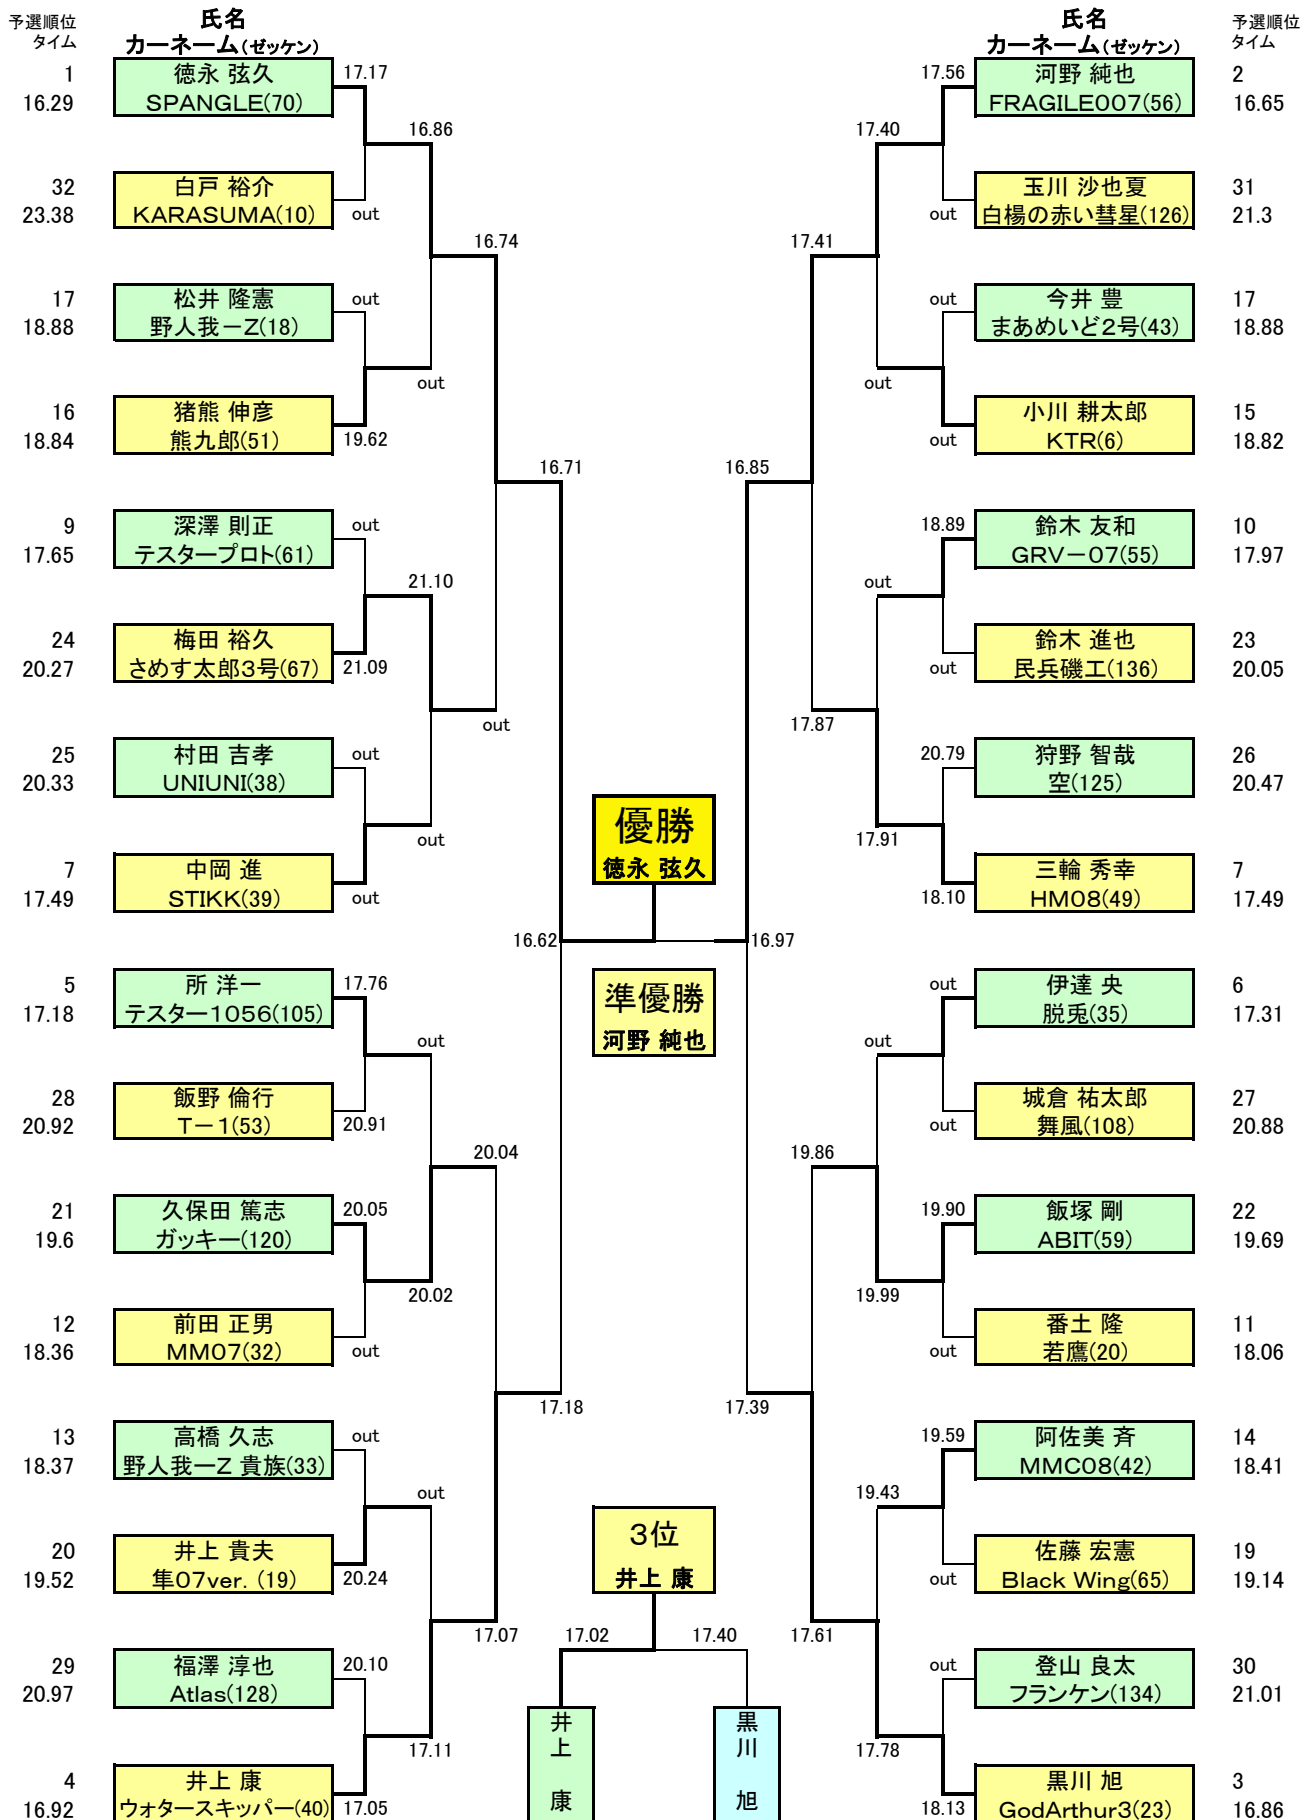 予選順位
タイム
氏名
カーネーム(ゼッケン)
氏名
カーネーム(ゼッケン)
予選順位
タイム
1
16.29
徳永 弦久
SPANGLE(70)
17.17
16.86
32
23.38
白戸 裕介
KARASUMA(10)
out
16.74
17
18.88
松井 隆憲
野人我－Z(18)
out
out
16
18.84
猪熊 伸彦
熊九郎(51)
19.62
16.71
9
17.65
深澤 則正
テスタープロト(61)
out
21.10
24
20.27
梅田 裕久
さめす太郎3号(67)
21.09
out
25
20.33
村田 吉孝
UNIUNI(38)
out
out
7
17.49
中岡 進
STIKK(39)
out
16.62
5
17.18
所 洋一
テスター1056(105)
17.76
out
28
20.92
飯野 倫行
T－1(53)
20.91
20.04
21
19.6
久保田 篤志
ガッキー(120)
20.05
20.02
12
18.36
前田 正男
MM07(32)
out
17.18
13
18.37
高橋 久志
野人我ーZ 貴族(33)
out
out
20
19.52
井上 貴夫
隼07ver. (19)
20.24
17.07
29
20.97
福澤 淳也
Atlas(128)
20.10
17.11
4
16.92
井上 康
ウォタースキッパー(40)
17.05
優勝
徳永 弦久
準優勝
河野 純也
3位
井上 康
17.02
17.40
井上 康
黒川 旭
17.56
河野 純也
FRAGILE007(56)
2
16.65
17.40
out
玉川 沙也夏
白楊の赤い彗星(126)
31
21.3
17.41
out
今井 豊
まあめいど2号(43)
17
18.88
out
out
小川 耕太郎
KTR(6)
15
18.82
16.85
18.89
鈴木 友和
GRV－07(55)
10
17.97
out
out
鈴木 進也
民兵磯工(136)
23
20.05
17.87
20.79
狩野 智哉
空(125)
26
20.47
17.91
18.10
三輪 秀幸
HM08(49)
7
17.49
16.97
out
伊達 央
脱兎(35)
6
17.31
out
out
城倉 祐太郎
舞風(108)
27
20.88
19.86
19.90
飯塚 剛
ABIT(59)
22
19.69
19.99
out
番土 隆
若鷹(20)
11
18.06
17.39
19.59
阿佐美 斉
MMC08(42)
14
18.41
19.43
out
佐藤 宏憲
Black Wing(65)
19
19.14
17.61
out
登山 良太
フランケン(134)
30
21.01
17.78
18.13
黒川 旭
GodArthur3(23)
3
16.86